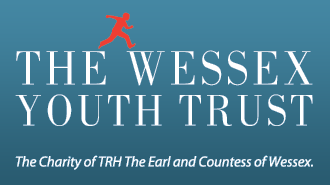 THE WESSEX
YOUTH TRUST
The Charity of TRH The Earl and Countess of Wessex.